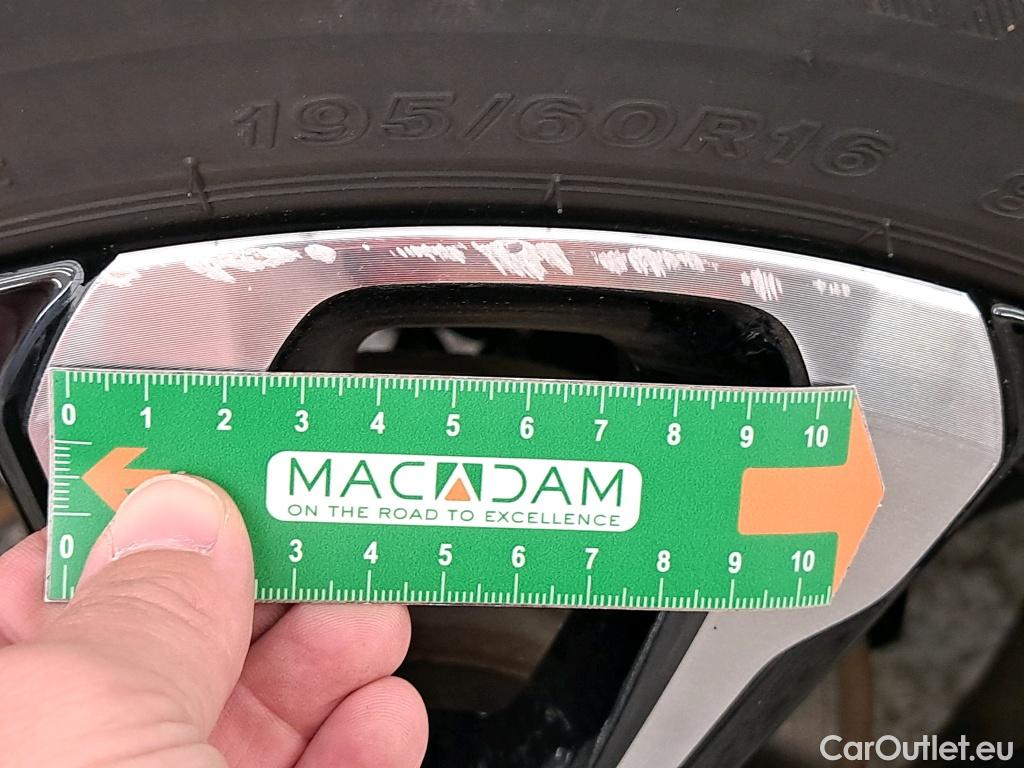 195/60R16
8
0 1 2 3 4 5 6 7 8 9 10
MACADAM
ON THE ROAD TO EXCELLENCE
0 3 4 5 6 7 8 9 10
CarOutlet.eu